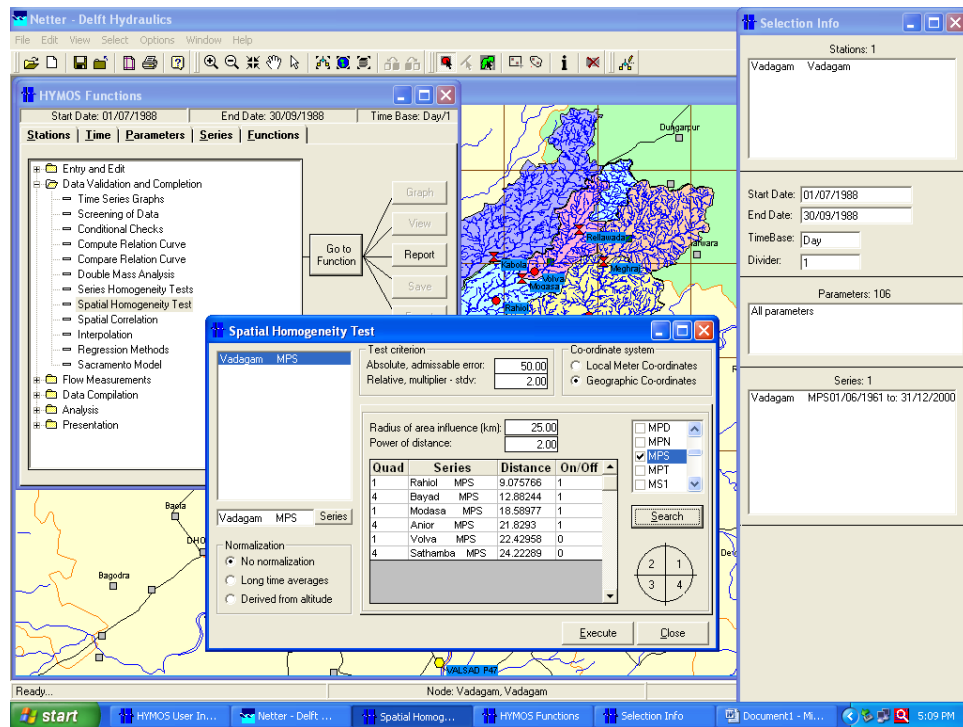 Netter - Delft Hydraulics
File Edit View Select Options Window Help
HYMOS Functions
Start Date: 01/07/1988 End Date: 30/09/1988 Time Base: Day/1
Stations Time Parameters Series Functions
Entry and Edit
Data Validation and Completion
Time Series Graphs
Screening of Data
Conditional Checks
Compute Relation Curve
Compare Relation Curve
Double Mass Analysis
Series Homogeneity Tests
Spatial Homogeneity Test
Spatial Correlation
Interpolation
Regression Methods
Sacramento Model
Flow Measurements
Data Compilation
Analysis
Presentation
Go to Function
Graph
View
Report
Save
Dungarpur
Rellawada
Kabola
Volva
Modasa
Meghraj
Rahiol
Selection Info
Stations: 1
Vadagam Vadagam
Start Date: 01/07/1988
End Date: 30/09/1988
TimeBase: Day
Divider: 1
Parameters: 106
All parameters
Series: 1
Vadagam MPS01/06/1961 to: 31/12/2000
Spatial Homogeneity Test
Vadagam MPS
Vadagam MPS Series
Normalization
No normalization
Long time averages
Derived from altitude
Test criterion
Absolute, admissable error: 50.00
Relative, multiplier - stdv: 2.00
Co-ordinate system
Local Meter Co-ordinates
Geographic Co-ordinates
Radius of area influence (km): 25.00
Power of distance: 2.00
Quad Series Distance On/Off
1 Rahiol MPS 9.075766 1
4 Bayad MPS 12.88244 1
1 Modasa MPS 18.58977 1
4 Anior MPS 21.8293 1
1 Volva MPS 22.42958 0
4 Sathamba MPS 24.22289 0
MPD
MPN
MPS
MPT
MS1
Search
2 1
3 4
Execute Close
Baola
DHO
Bagodra
VALSAD P47
Ready... Node: Vadagam, Vadagam
start HYMOS User In... Netter - Delft ... Spatial Homog... HYMOS Functions Selection Info Document1 - Mi... 5:09 PM